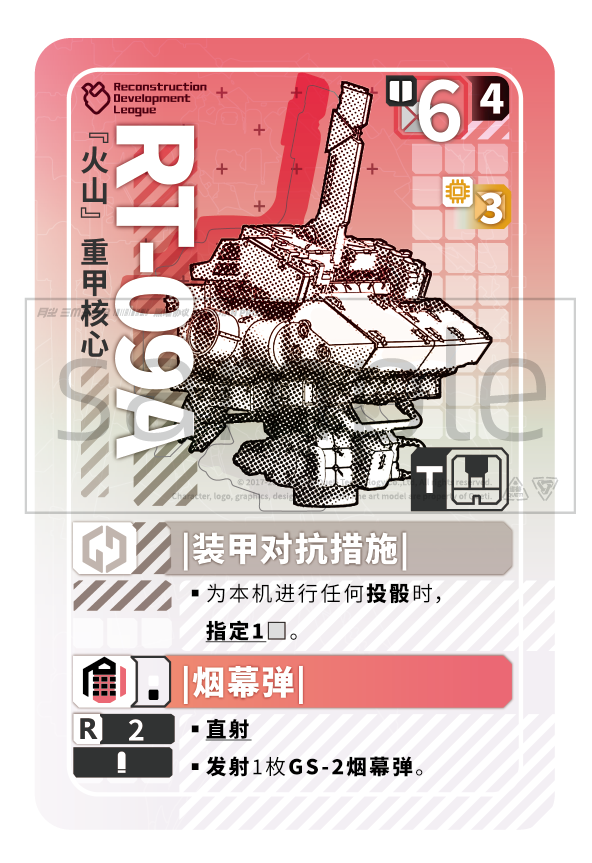 Reconstruction
Development
League
6
4
3
『火山』 重甲核心
RT-09A
sample
T
|装甲对抗措施|
▪ 为本机进行任何投骰时，
指定1□。
|烟幕弹|
R 2
▪ 直射
▪ 发射1枚GS-2烟幕弹。